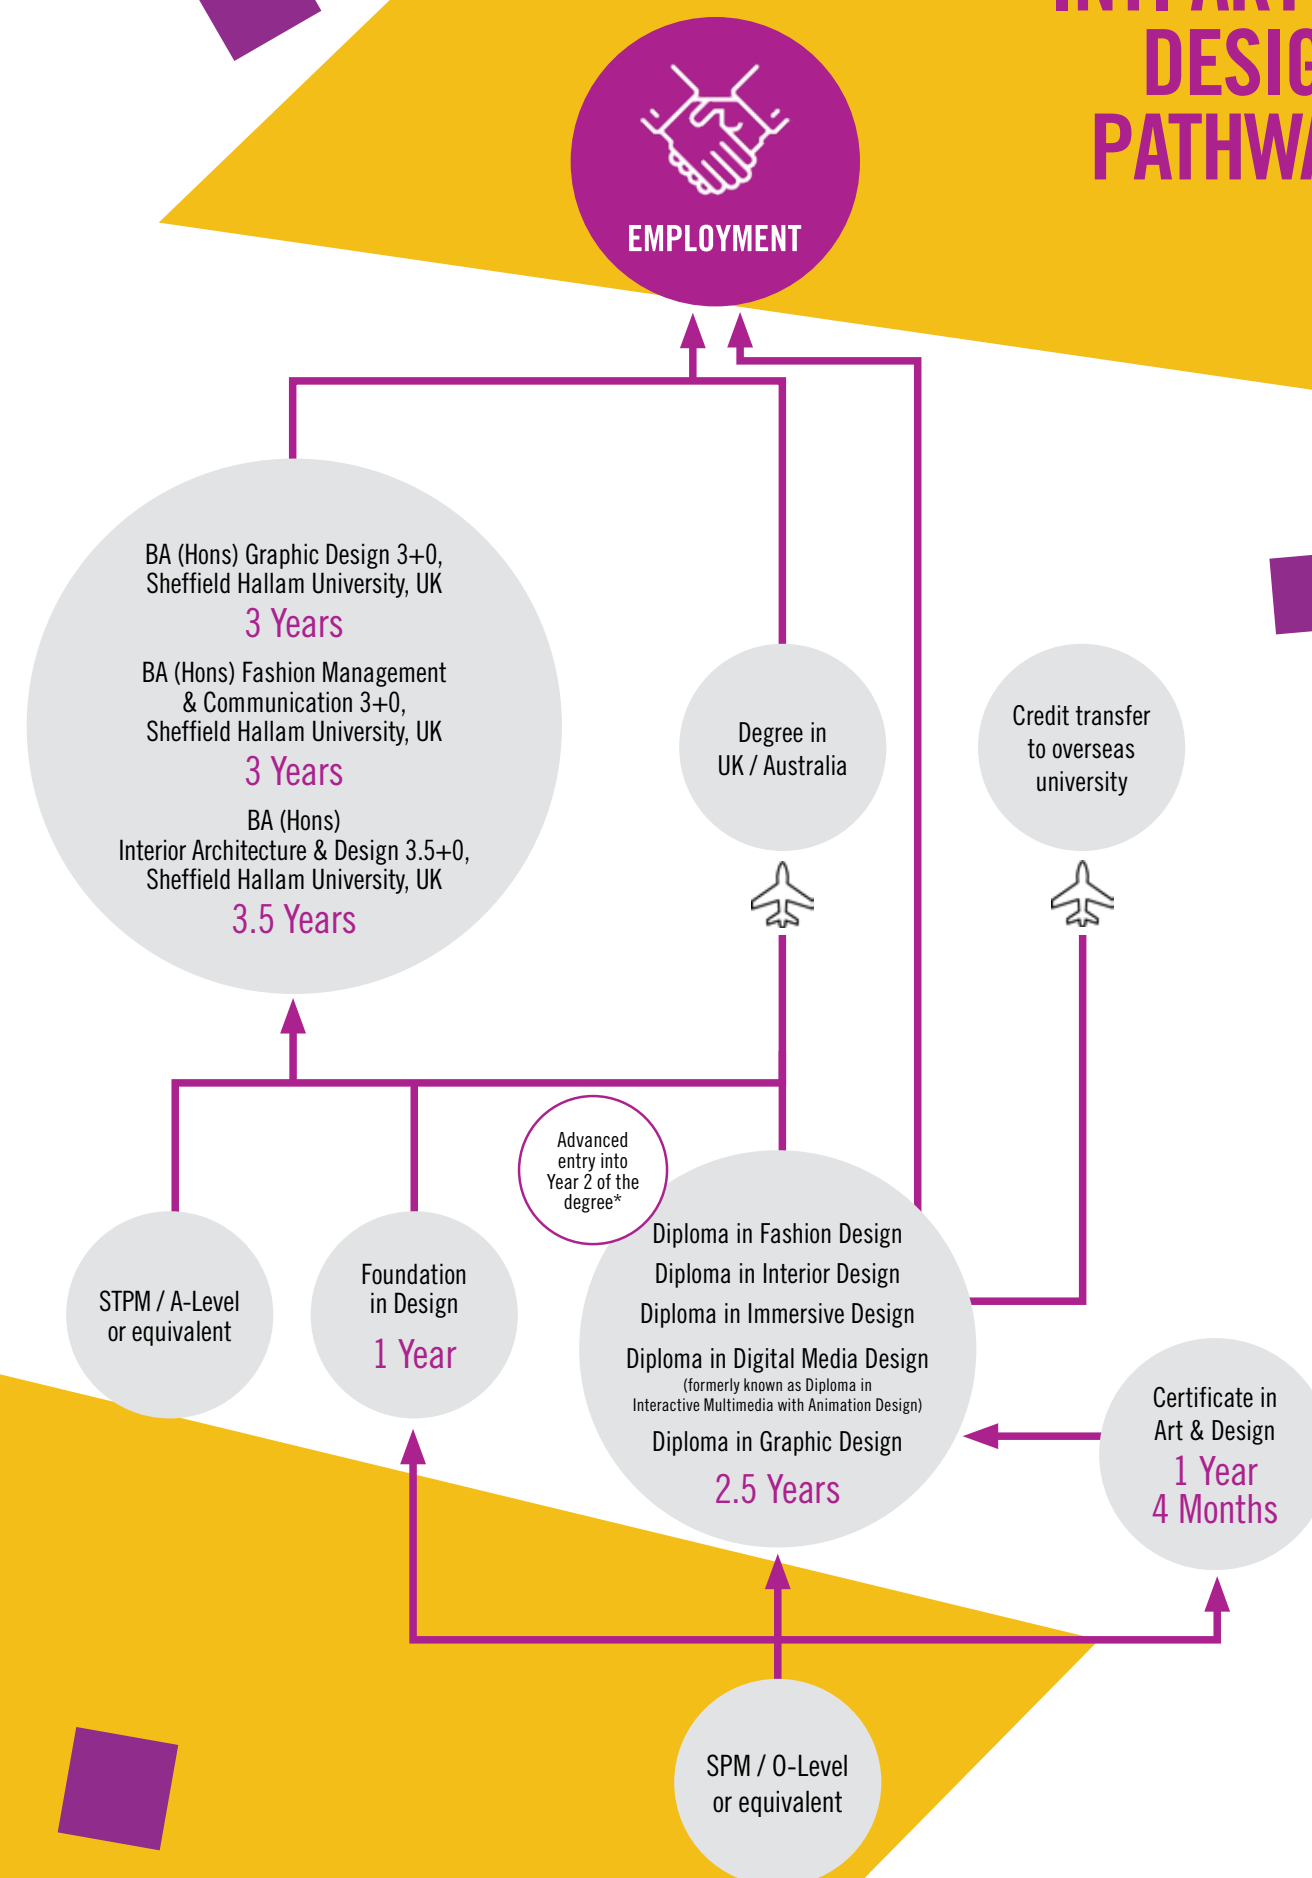 DESIG
PATHWA
EMPLOYMENT
BA (Hons) Graphic Design 3+0,
Sheffield Hallam University, UK
3 Years
BA (Hons) Fashion Management
& Communication 3+0,
Sheffield Hallam University, UK
3 Years
BA (Hons)
Interior Architecture & Design 3.5+0,
Sheffield Hallam University, UK
3.5 Years
Degree in
UK / Australia
Credit transfer
to overseas
university
Advanced
entry into
Year 2 of the
degree*
STPM / A-Level
or equivalent
Foundation
in Design
1 Year
Diploma in Fashion Design
Diploma in Interior Design
Diploma in Immersive Design
Diploma in Digital Media Design
(formerly known as Diploma in
Interactive Multimedia with Animation Design)
Diploma in Graphic Design
2.5 Years
Certificate in
Art & Design
1 Year
4 Months
SPM / O-Level
or equivalent